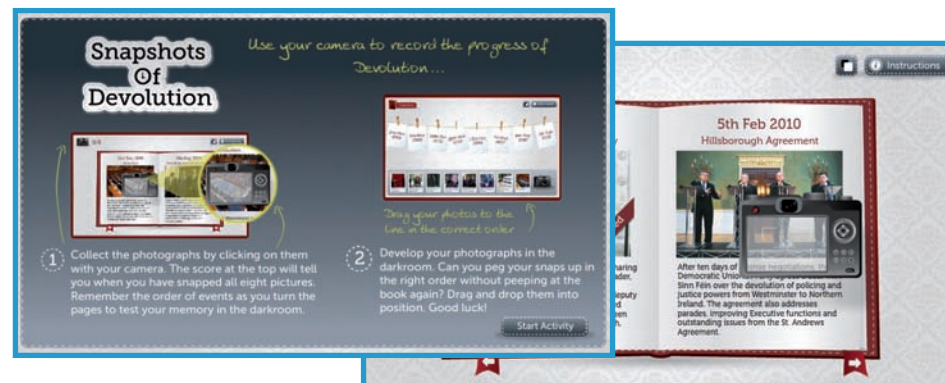 Snapshots
Of
Devolution
Use your camera to record the progress of
Devolution...
Drag your photos to the
line in the correct order
1 Collect the photographs by clicking on them
with your camera. The score at the top will tell
you when you have snapped all eight pictures.
Remember the order of events as you turn the
pages to test your memory in the darkroom.
2 Develop your photographs in the
darkroom. Can you peg your snaps up in
the right order without peeping at the
book again? Drag and drop them into
position. Good luck!
Start Activity
Instructions
5th Feb 2010
Hillsborough Agreement
After ten days of negotiations, the
Democratic Unionist
Sinn Féin over the devolution of policing and
justice powers from Westminster to Northern
Ireland. The agreement also addresses
parades, improving Executive functions and
outstanding issues from the St. Andrews
Agreement.